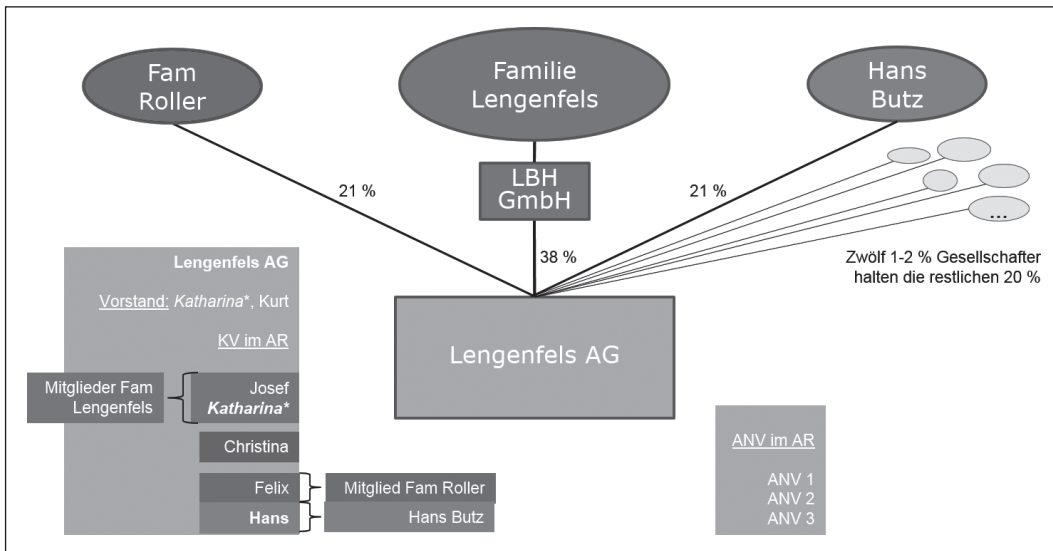 Fam
Roller
Familie
Lengenfels
Hans
Butz
LBH
GmbH
21 %
38 %
21 %
...
Zwölf 1-2 % Gesellschafter
halten die restlichen 20 %
Lengenfels AG
Lengenfels AG
Vorstand: Katharina*, Kurt
KV im AR
Mitglieder Fam
Lengenfels
Josef
Katharina*
Christina
Felix
Mitglied Fam Roller
Hans
Hans Butz
ANV im AR
ANV 1
ANV 2
ANV 3